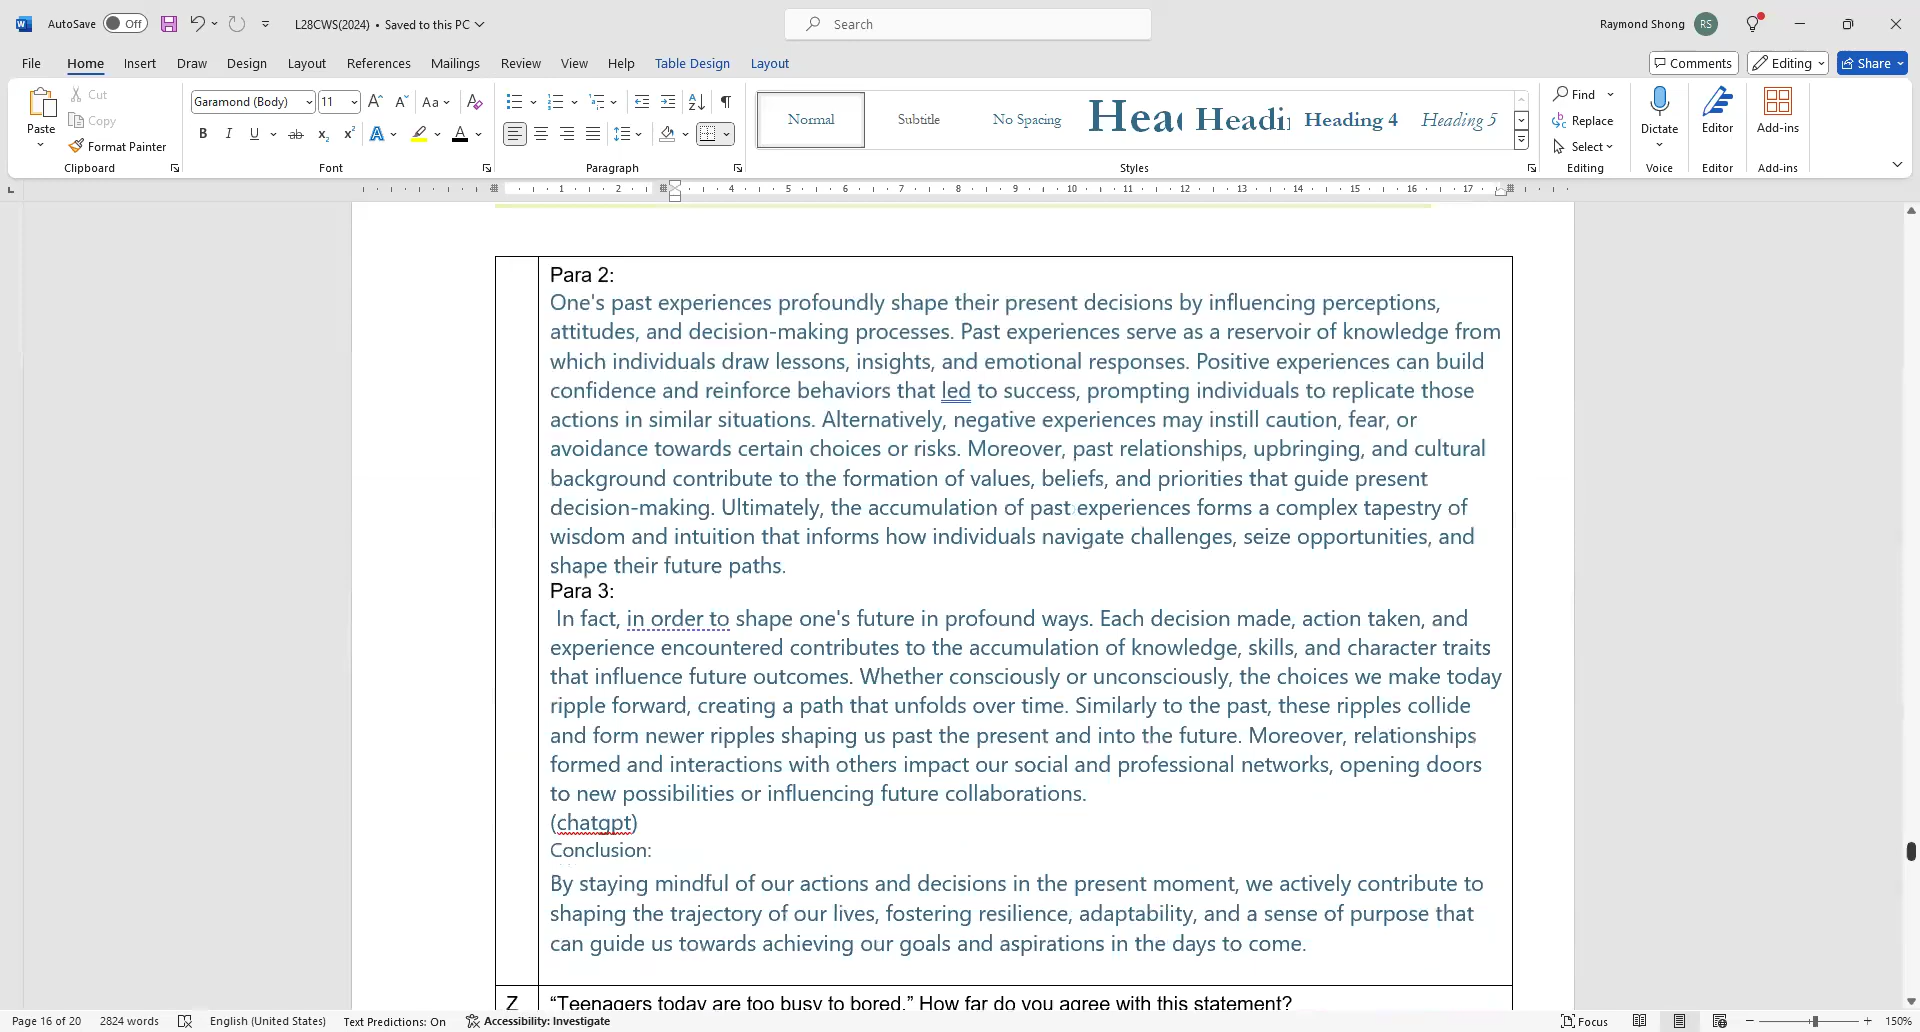 AutoSave Off L28CWS(2024) • Saved to this PC Search Raymond Shong RS
File Home Insert Draw Design Layout References Mailings Review View Help Table Design Layout Comments Editing Share
Paste Cut Copy Format Painter
Garamond (Body) 11
Normal Subtitle No Spacing Head Headi Heading 4 Heading 5
Find Replace Select Dictate Editor Add-ins
Clipboard Font Paragraph Styles Editing Voice Editor Add-ins
1 2 4 5 6 7 8 9 10 11 12 13 14 15 16 17
Para 2:
One's past experiences profoundly shape their present decisions by influencing perceptions,
attitudes, and decision-making processes. Past experiences serve as a reservoir of knowledge from
which individuals draw lessons, insights, and emotional responses. Positive experiences can build
confidence and reinforce behaviors that led to success, prompting individuals to replicate those
actions in similar situations. Alternatively, negative experiences may instill caution, fear, or
avoidance towards certain choices or risks. Moreover, past relationships, upbringing, and cultural
background contribute to the formation of values, beliefs, and priorities that guide present
decision-making. Ultimately, the accumulation of past experiences forms a complex tapestry of
wisdom and intuition that informs how individuals navigate challenges, seize opportunities, and
shape their future paths.
Para 3:
In fact, in order to shape one's future in profound ways. Each decision made, action taken, and
experience encountered contributes to the accumulation of knowledge, skills, and character traits
that influence future outcomes. Whether consciously or unconsciously, the choices we make today
ripple forward, creating a path that unfolds over time. Similarly to the past, these ripples collide
and form newer ripples shaping us past the present and into the future. Moreover, relationships
formed and interactions with others impact our social and professional networks, opening doors
to new possibilities or influencing future collaborations.
(chatgpt)
Conclusion:
By staying mindful of our actions and decisions in the present moment, we actively contribute to
shaping the trajectory of our lives, fostering resilience, adaptability, and a sense of purpose that
can guide us towards achieving our goals and aspirations in the days to come.
Z “Teenagers today are too busy to bored.” How far do you agree with this statement?
Page 16 of 20 2824 words English (United States) Text Predictions: On Accessibility: Investigate Focus 150%